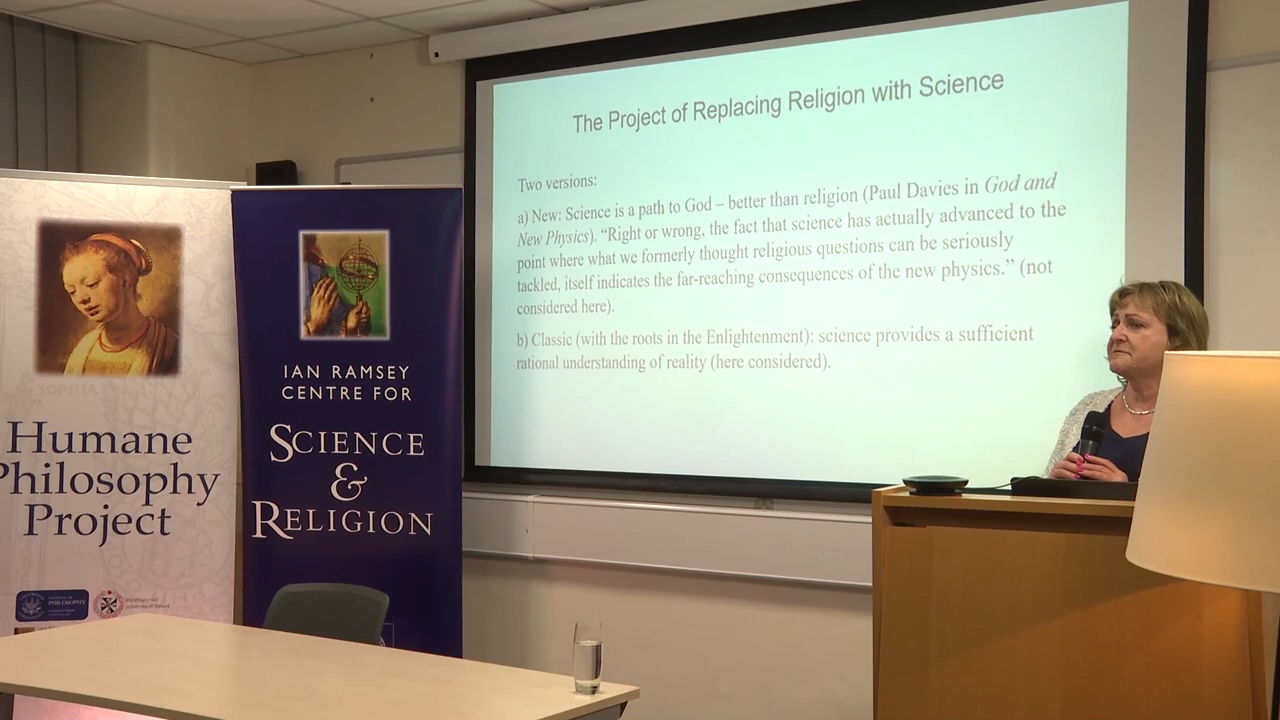 The Project of Replacing Religion with Science
Two versions:
a) New: Science is a path to God – better than religion (Paul Davies in God and
New Physics). “Right or wrong, the fact that science has actually advanced to the
point where what we formerly thought religious questions can be seriously
tackled, itself indicates the far-reaching consequences of the new physics.” (not
considered here).
b) Classic (with the roots in the Enlightenment): science provides a sufficient
rational understanding of reality (here considered).
Humane
Philosophy
Project
PHILOSOPHY
IAN RAMSEY
CENTRE FOR
SCIENCE
&
RELIGION